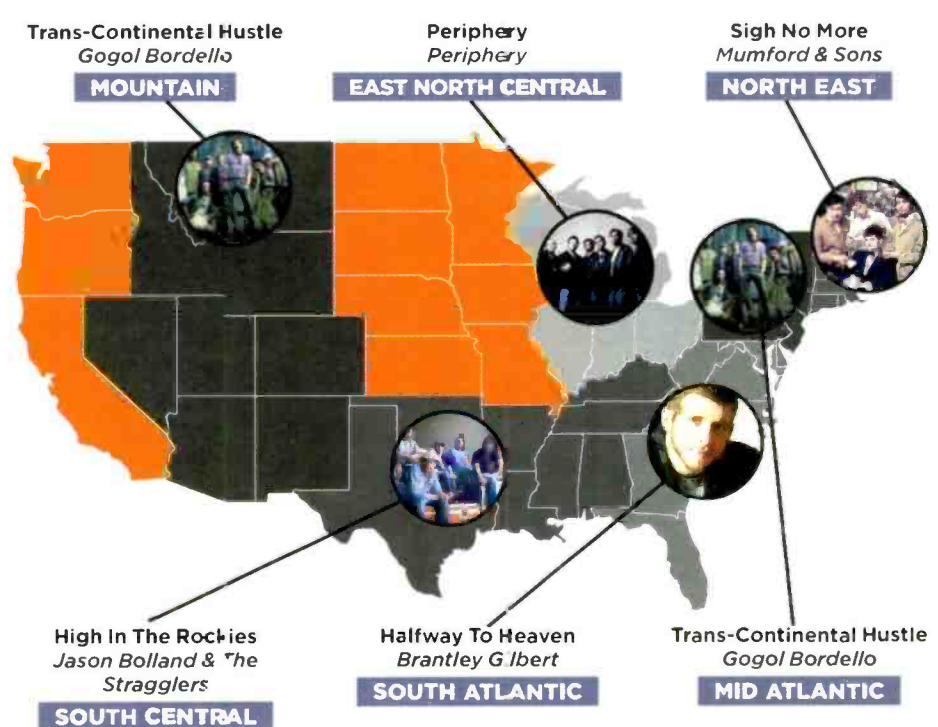 Trans-Continental Hustle
Gogol Bordello
MOUNTAIN
Periphery
Periphery
EAST NORTH CENTRAL
Sigh No More
Mumford & Sons
NORTH EAST
High In The Rockies
Jason Bolland & The
Stragglers
SOUTH CENTRAL
Halfway To Heaven
Brantley Gilbert
SOUTH ATLANTIC
Trans-Continental Hustle
Gogol Bordello
MID ATLANTIC